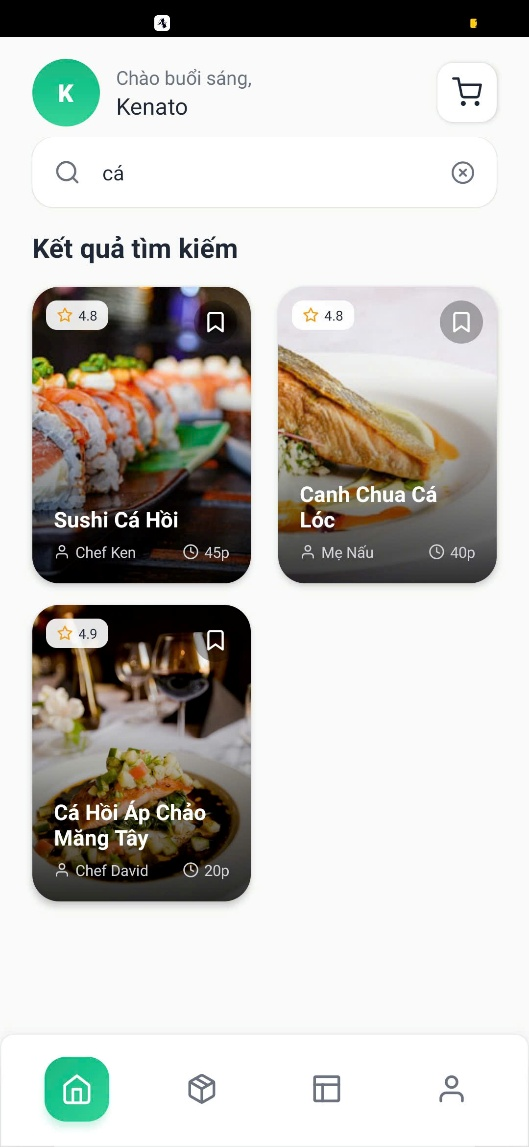 K
Chào buổi sáng,
Kenato
cá
Kết quả tìm kiếm
4.8
Sushi Cá Hồi
Chef Ken
45p
4.8
Canh Chua Cá
Lóc
Mẹ Nấu
40p
4.9
Cá Hồi Áp Chảo
Măng Tây
Chef David
20p